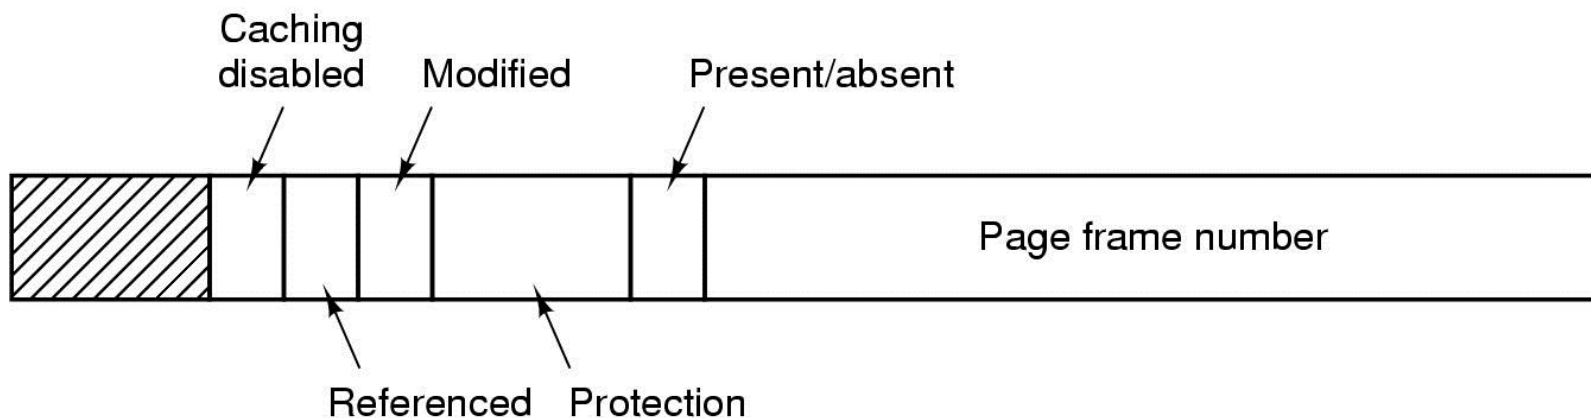 Caching
disabled
Modified
Present/absent
Page frame number
Referenced
Protection